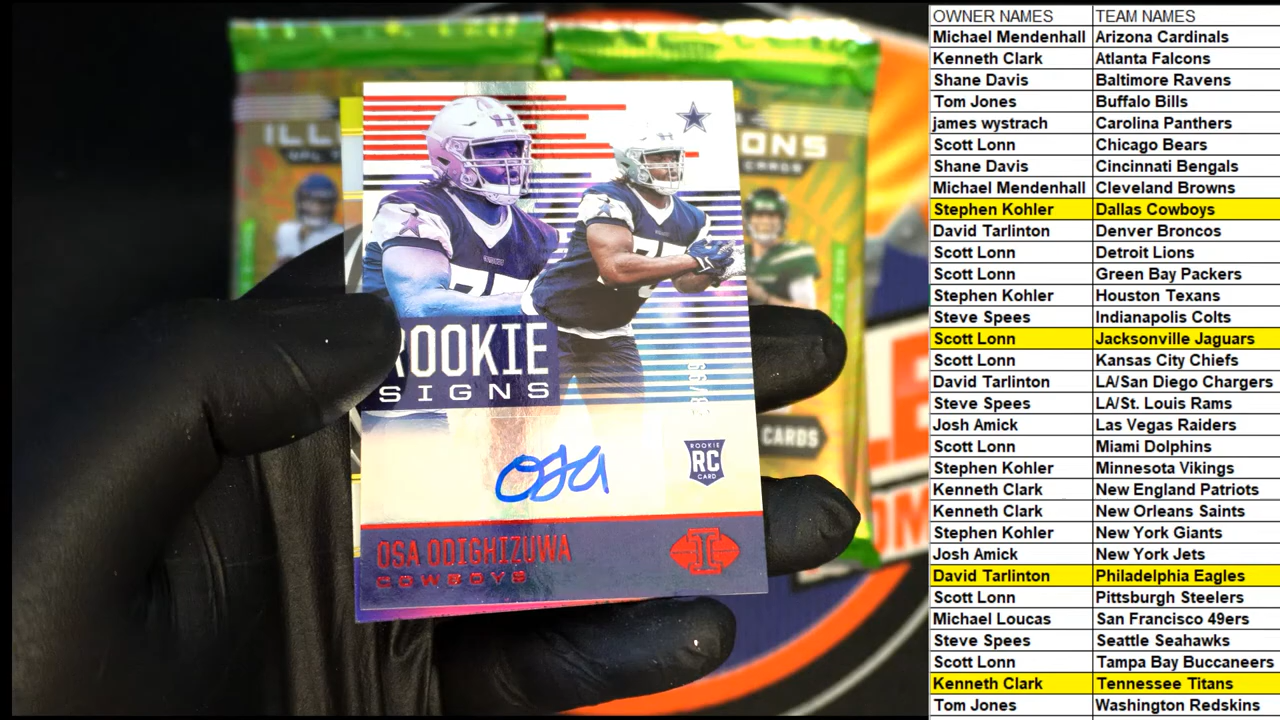 ILL
ONS
CARDS
ROOKIE
SIGNS
ROOKIE
RC
CARD
CARDS
OSA ODIGHIZUWA
COWBOYS
OWNER NAMES TEAM NAMES
Michael Mendenhall Arizona Cardinals
Kenneth Clark Atlanta Falcons
Shane Davis Baltimore Ravens
Tom Jones Buffalo Bills
james wystrach Carolina Panthers
Scott Lonn Chicago Bears
Shane Davis Cincinnati Bengals
Michael Mendenhall Cleveland Browns
Stephen Kohler Dallas Cowboys
David Tarlinton Denver Broncos
Scott Lonn Detroit Lions
Scott Lonn Green Bay Packers
Stephen Kohler Houston Texans
Steve Spees Indianapolis Colts
Scott Lonn Jacksonville Jaguars
Scott Lonn Kansas City Chiefs
David Tarlinton LA/San Diego Chargers
Steve Spees LA/St. Louis Rams
Josh Amick Las Vegas Raiders
Scott Lonn Miami Dolphins
Stephen Kohler Minnesota Vikings
Kenneth Clark New England Patriots
Kenneth Clark New Orleans Saints
Stephen Kohler New York Giants
Josh Amick New York Jets
David Tarlinton Philadelphia Eagles
Scott Lonn Pittsburgh Steelers
Michael Loucas San Francisco 49ers
Steve Spees Seattle Seahawks
Scott Lonn Tampa Bay Buccaneers
Kenneth Clark Tennessee Titans
Tom Jones Washington Redskins